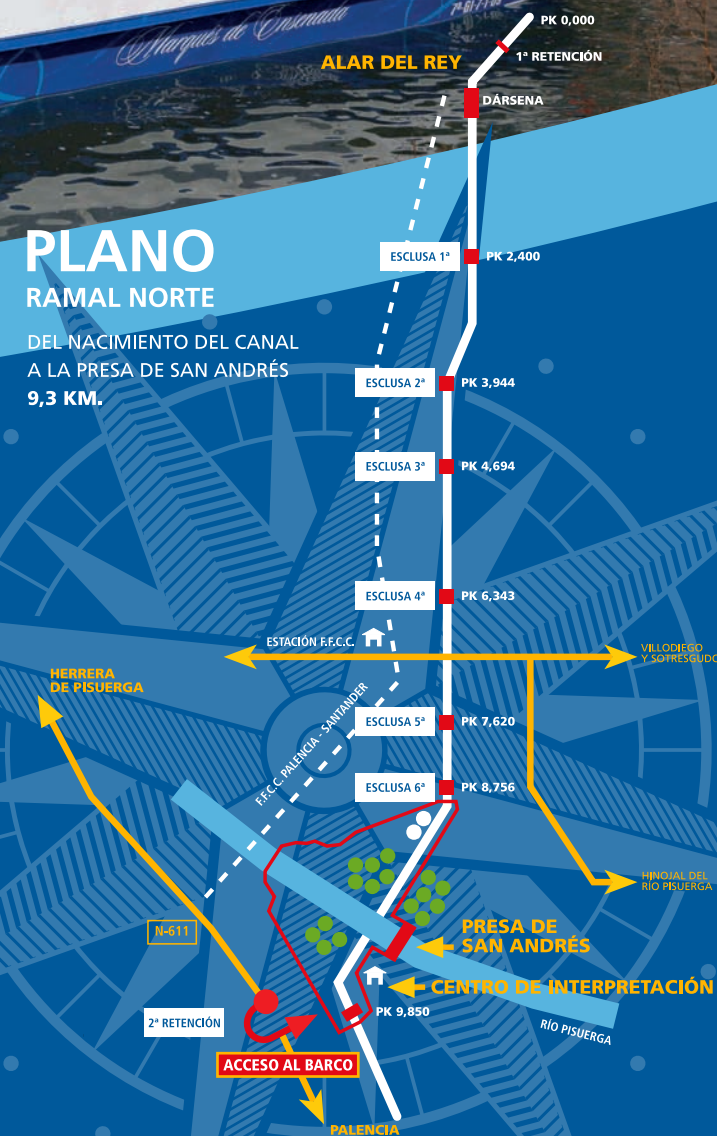 Marqués de Ensenada
PK 0,000
1ª RETENCIÓN
ALAR DEL REY
DÁRSENA
PLANO
RAMAL NORTE
DEL NACIMIENTO DEL CANAL
A LA PRESA DE SAN ANDRÉS
9,3 KM.
ESCLUSA 1ª
PK 2,400
ESCLUSA 2ª
PK 3,944
ESCLUSA 3ª
PK 4,694
ESCLUSA 4ª
PK 6,343
ESTACIÓN F.F.C.C.
VILLODIEGO
Y SOTRESGUDO
HERRERA
DE PISUERGA
F.F.C.C. PALENCIA - SANTANDER
ESCLUSA 5ª
PK 7,620
ESCLUSA 6ª
PK 8,756
HINOJAL DEL
RÍO PISUERGA
N-611
PRESA DE
SAN ANDRÉS
CENTRO DE INTERPRETACIÓN
2ª RETENCIÓN
PK 9,850
RÍO PISUERGA
ACCESO AL BARCO
PALENCIA